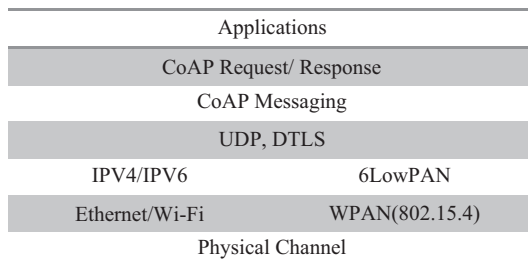 Applications
CoAP Request/ Response
CoAP Messaging
UDP, DTLS
IPV4/IPV6 6LowPAN
Ethernet/Wi-Fi WPAN(802.15.4)
Physical Channel